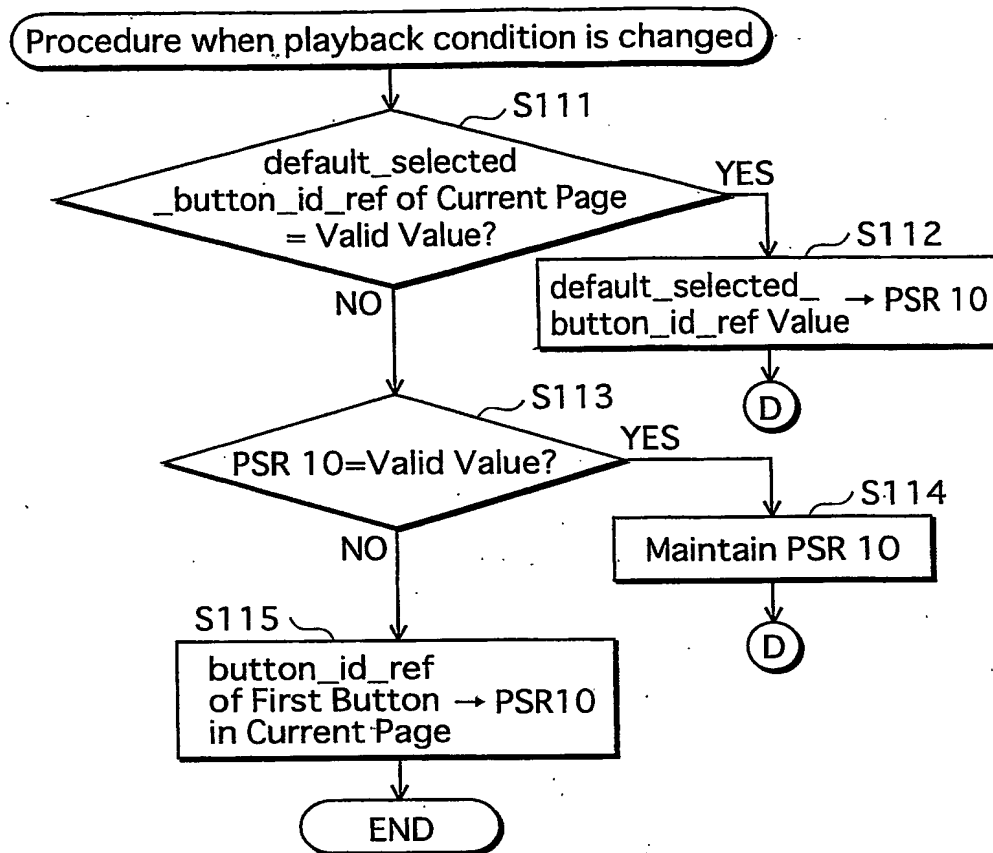 Procedure when playback condition is changed
S111
default_selected
_button_id_ref of Current Page
= Valid Value?
YES
NO
S112
default_selected_
button_id_ref Value → PSR 10
D
S113
PSR 10=Valid Value?
YES
NO
S114
Maintain PSR 10
D
S115
button_id_ref
of First Button → PSR10
in Current Page
END